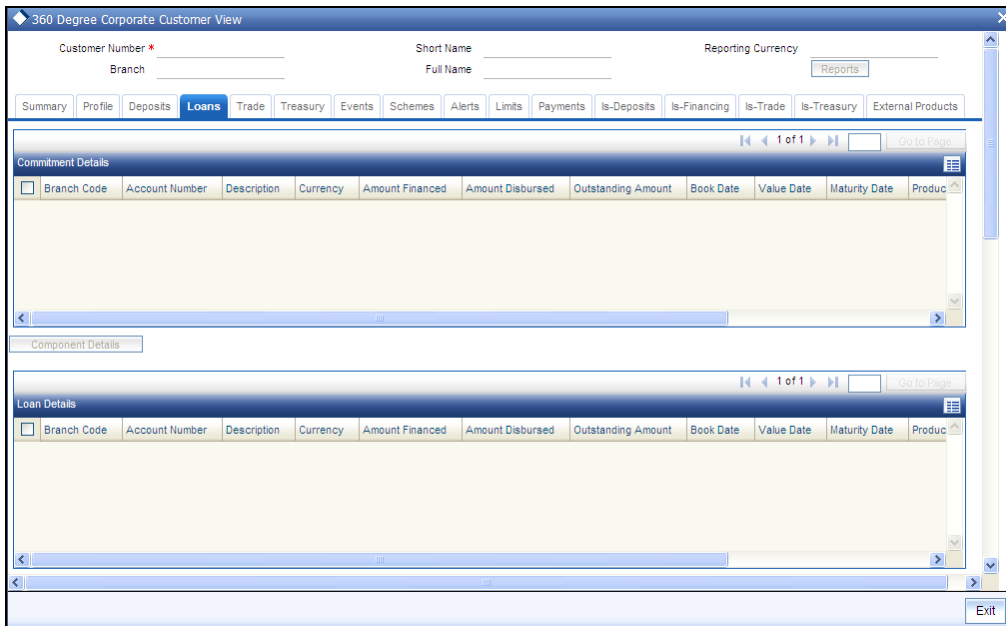 360 Degree Corporate Customer View
Customer Number * Short Name Reporting Currency
Branch Full Name Reports
Summary Profile Deposits Loans Trade Treasury Events Schemes Alerts Limits Payments Is-Deposits Is-Financing Is-Trade Is-Treasury External Products
1 of 1 Go to Page
Commitment Details
Branch Code Account Number Description Currency Amount Financed Amount Disbursed Outstanding Amount Book Date Value Date Maturity Date Produc
Component Details
1 of 1 Go to Page
Loan Details
Branch Code Account Number Description Currency Amount Financed Amount Disbursed Outstanding Amount Book Date Value Date Maturity Date Produc
Exit